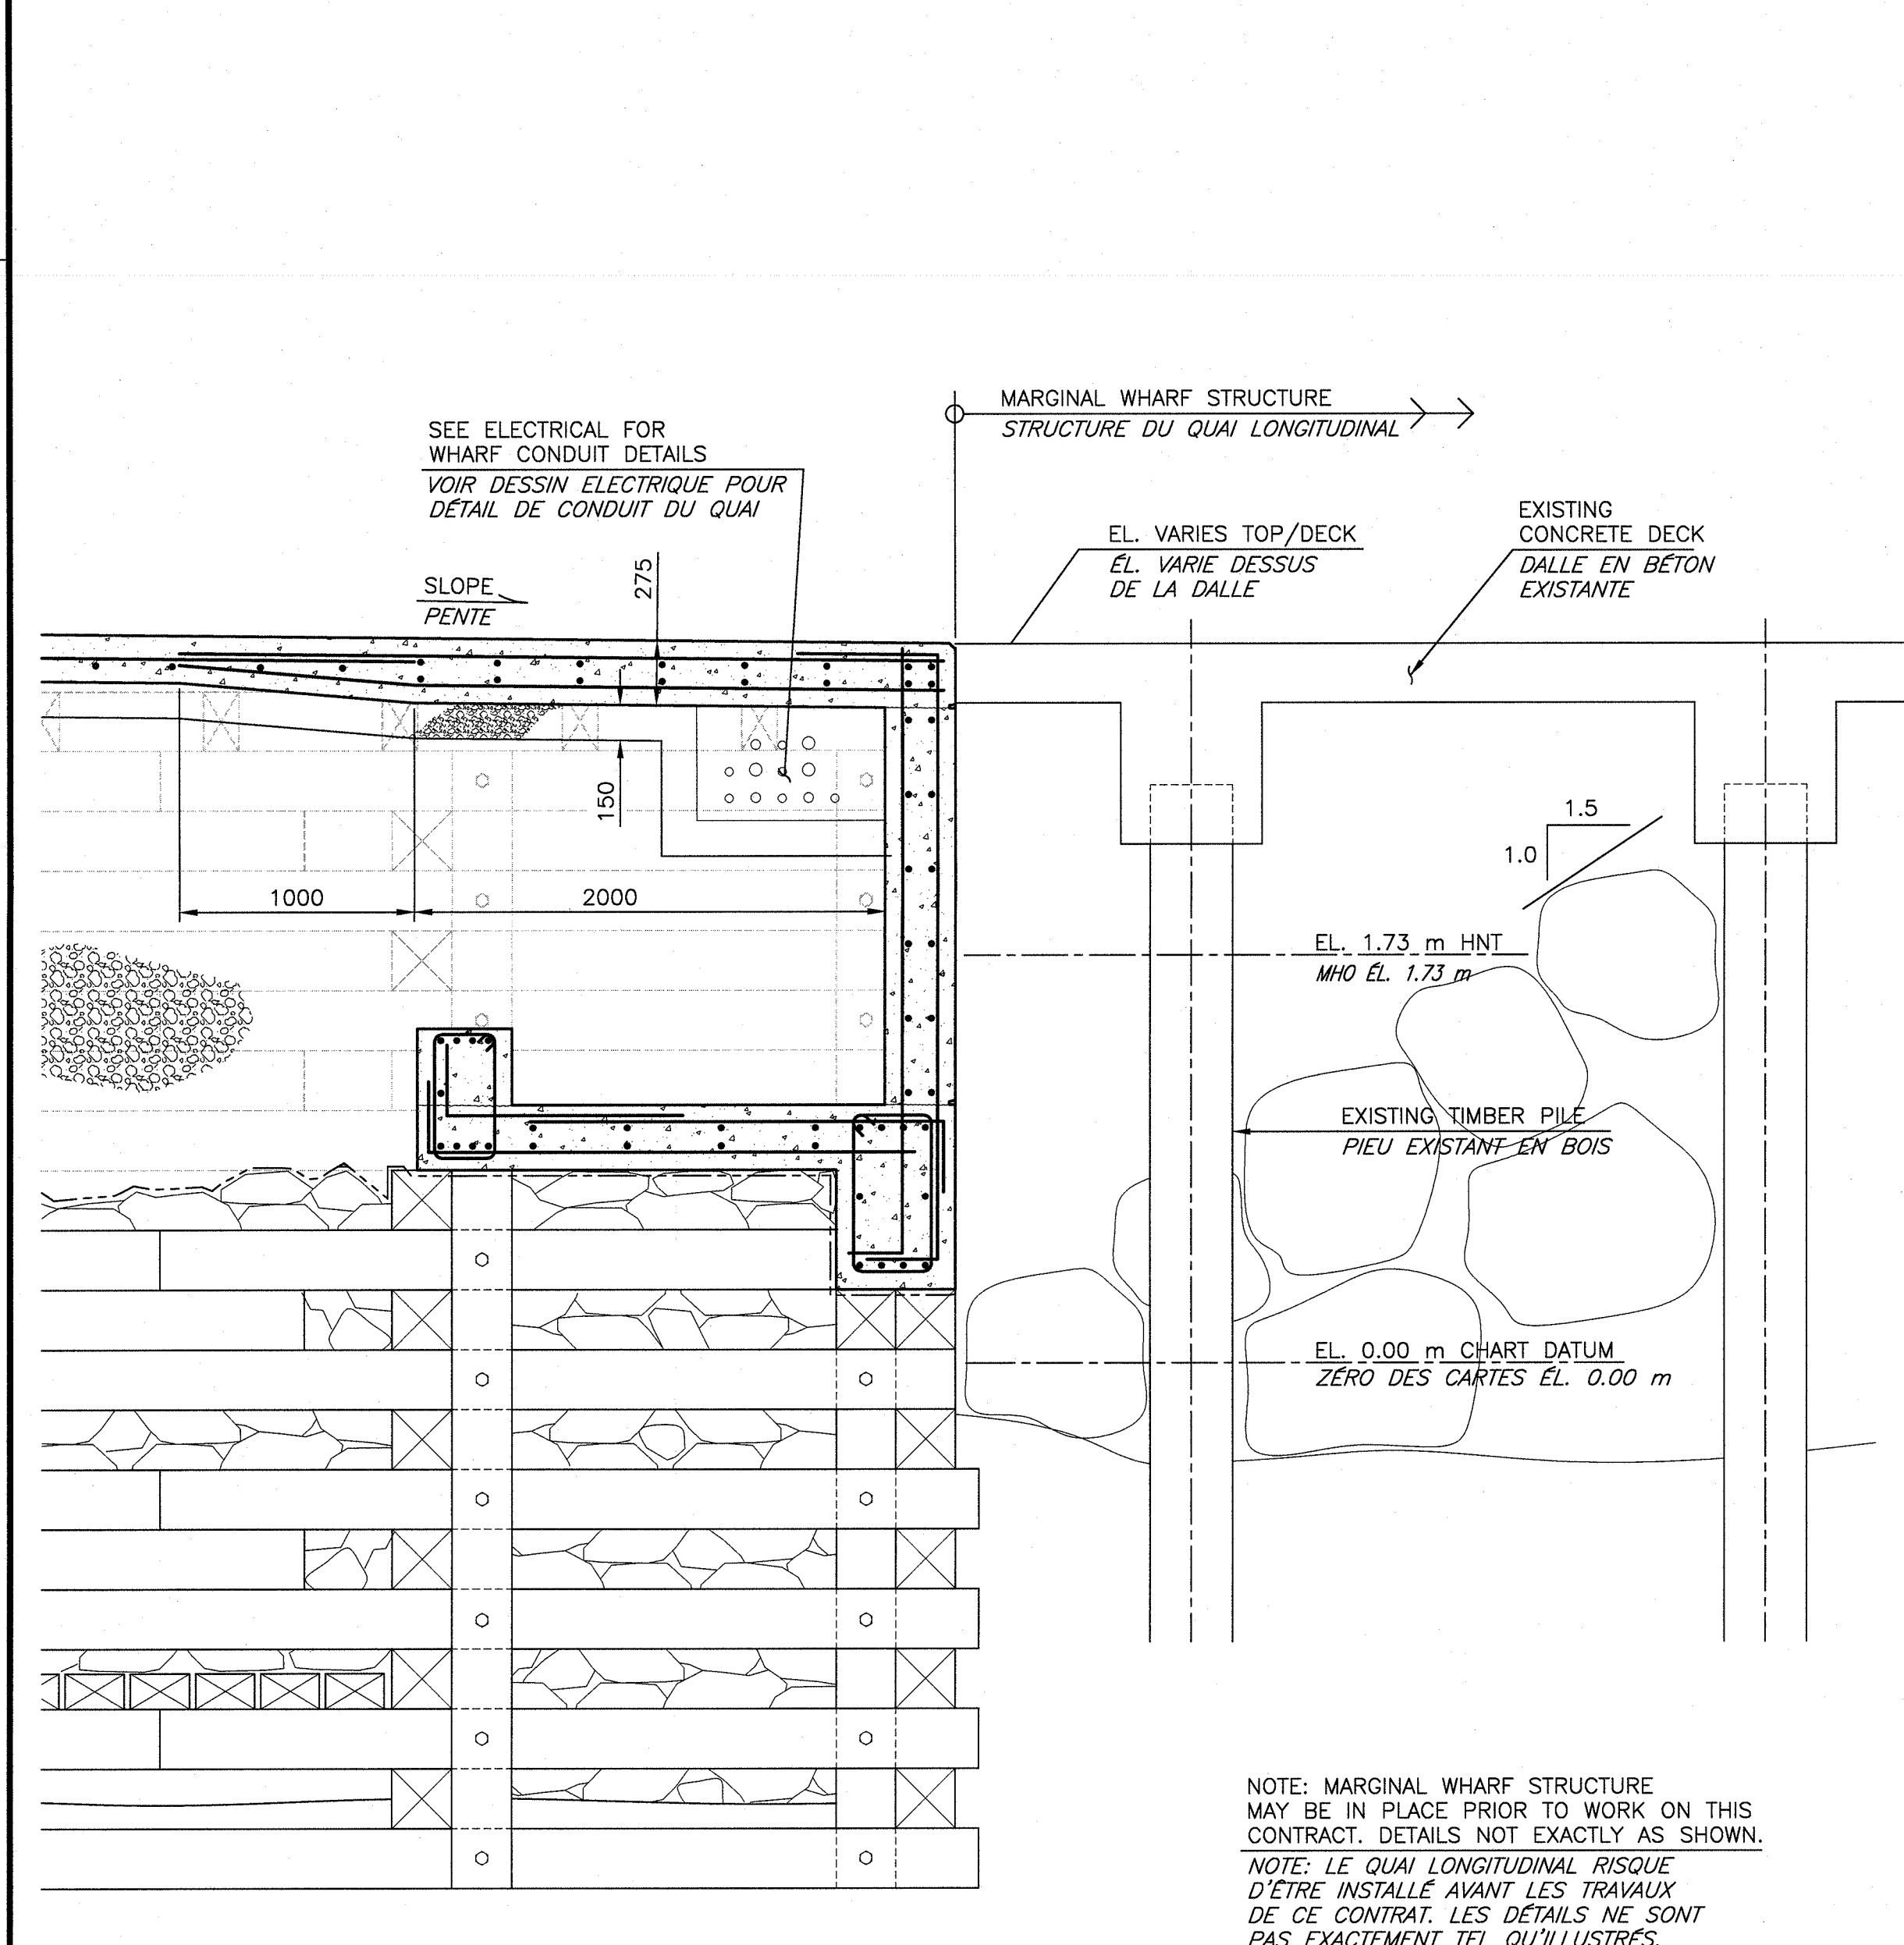 MARGINAL WHARF STRUCTURE
STRUCTURE DU QUAI LONGITUDINAL
SEE ELECTRICAL FOR
WHARF CONDUIT DETAILS
VOIR DESSIN ELECTRIQUE POUR
DÉTAIL DE CONDUIT DU QUAI
EL. VARIES TOP/DECK
ÉL. VARIE DESSUS
DE LA DALLE
EXISTING
CONCRETE DECK
DALLE EN BÉTON
EXISTANTE
SLOPE
PENTE
275
150
1000
2000
1.5
1.0
EL. 1.73 m HNT
MHO ÉL. 1.73 m
EXISTING TIMBER PILE
PIEU EXISTANT EN BOIS
EL. 0.00 m CHART DATUM
ZÉRO DES CARTES ÉL. 0.00 m
NOTE: MARGINAL WHARF STRUCTURE
MAY BE IN PLACE PRIOR TO WORK ON THIS
CONTRACT. DETAILS NOT EXACTLY AS SHOWN.
NOTE: LE QUAI LONGITUDINAL RISQUE
D'ÊTRE INSTALLÉ AVANT LES TRAVAUX
DE CE CONTRAT. LES DÉTAILS NE SONT
PAS EXACTEMENT TEL QU'ILLUSTRÉS.